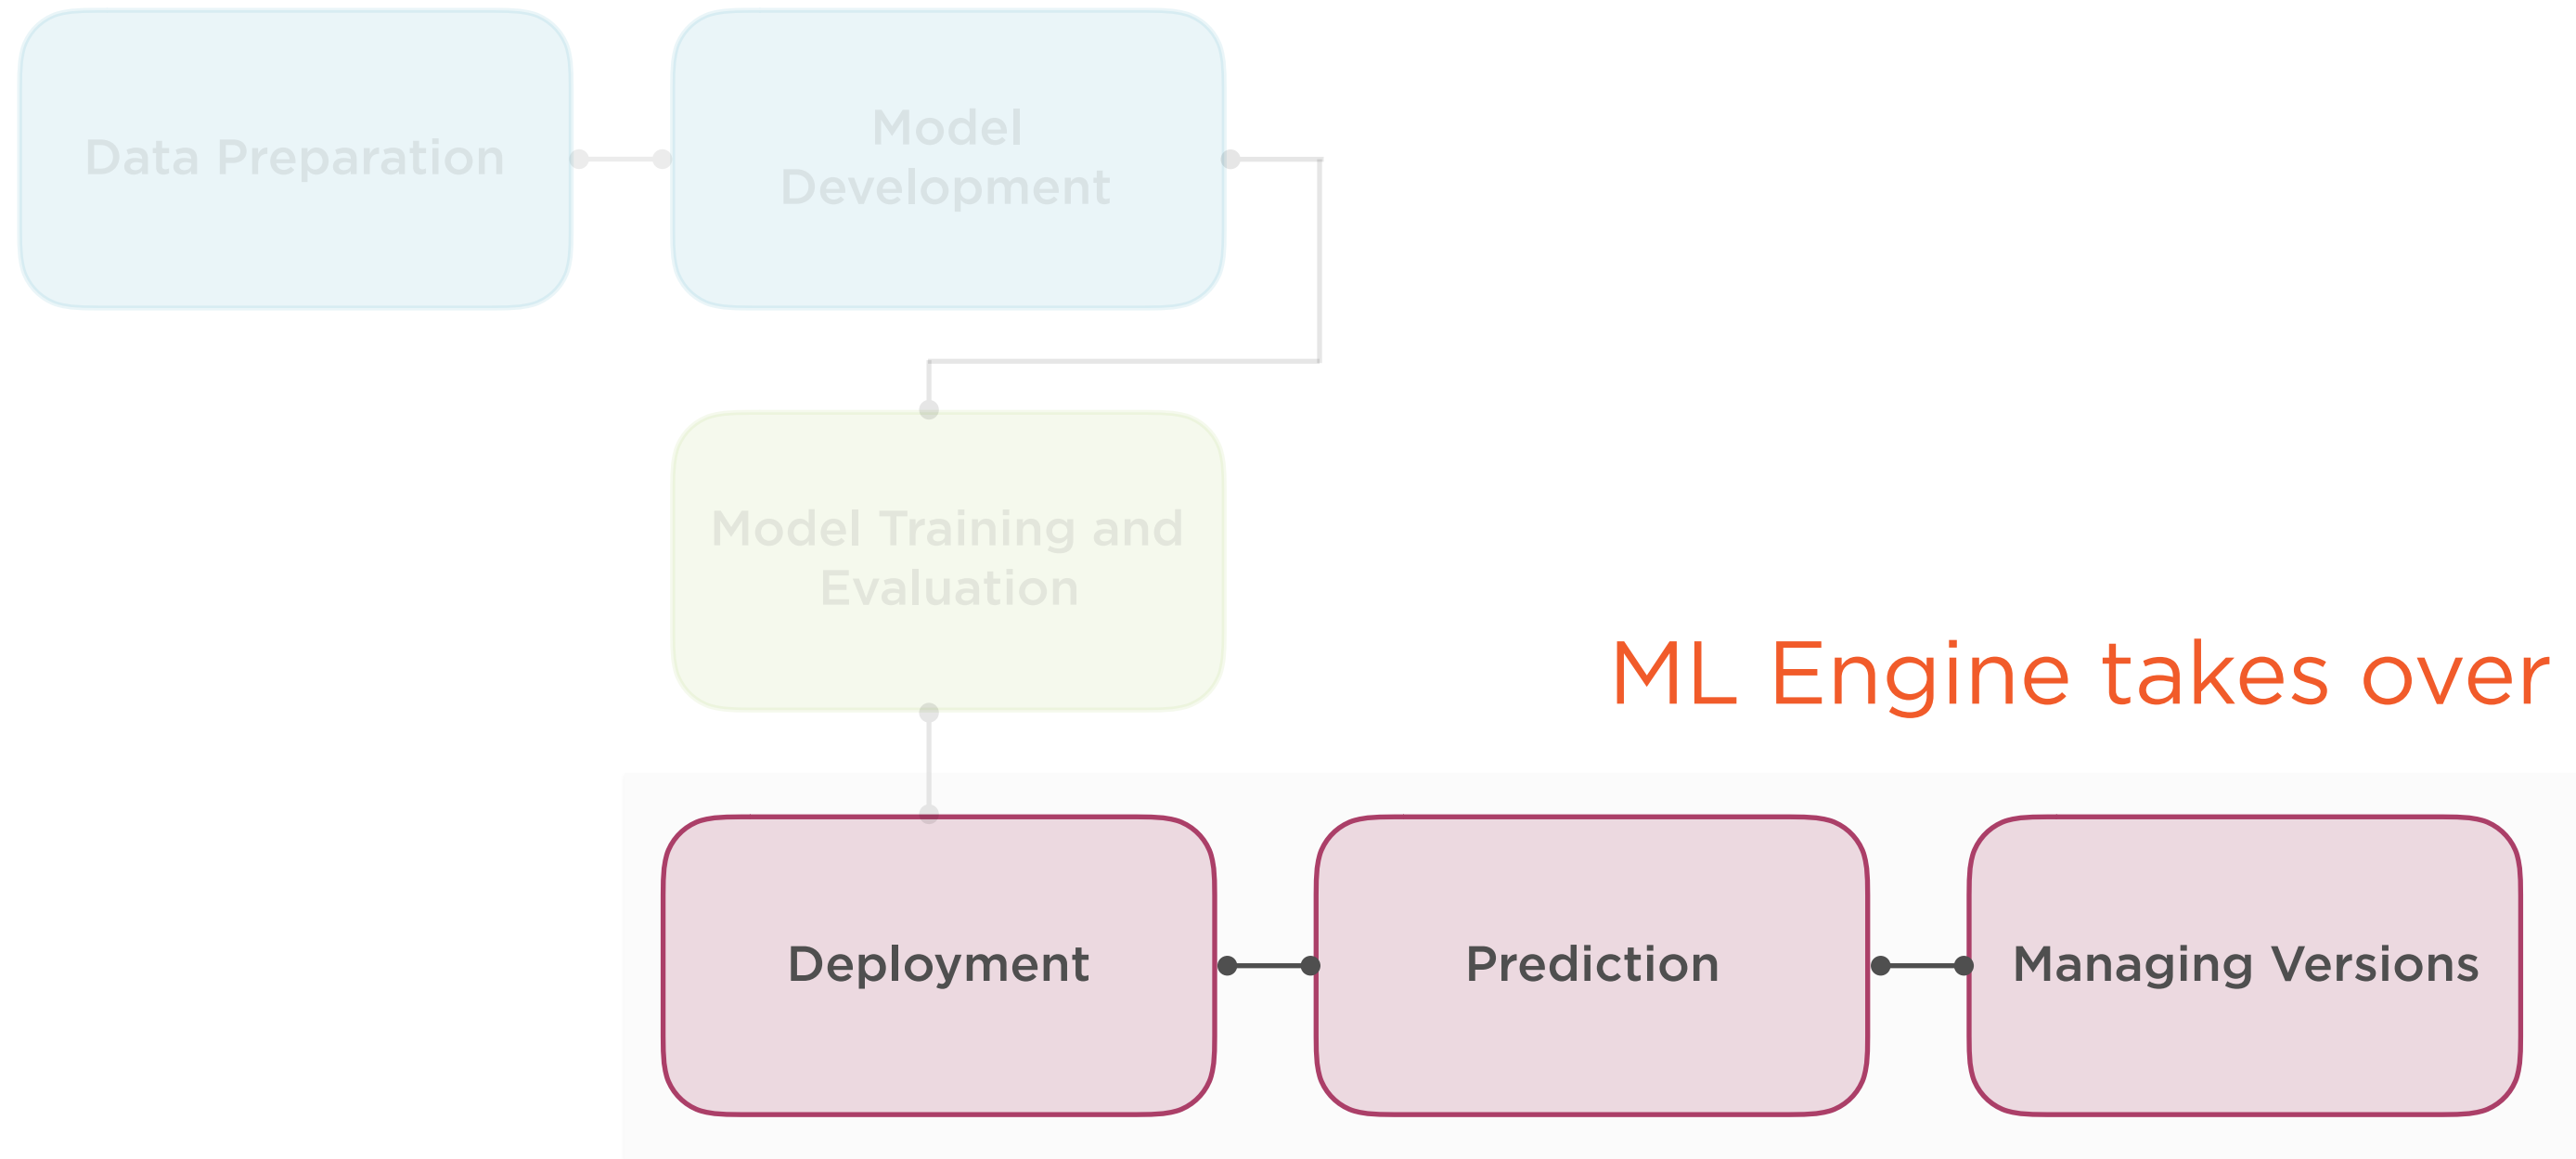 Data Preparation
Model
Development
Model Training and
Evaluation
ML Engine takes over
Deployment
Prediction
Managing Versions